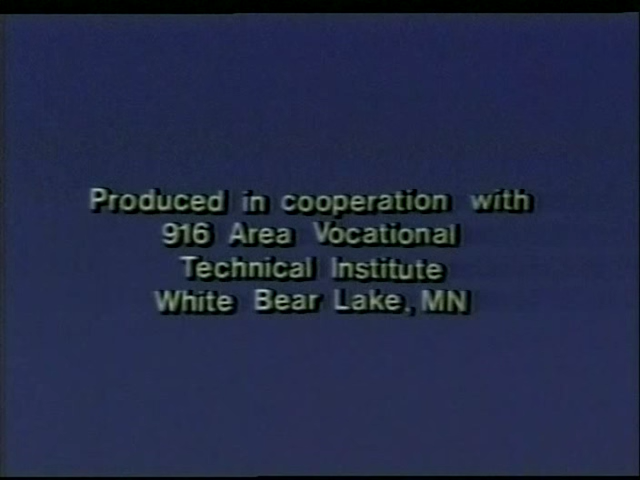 Produced in cooperation with
916 Area Vocational
Technical Institute
White Bear Lake, MN